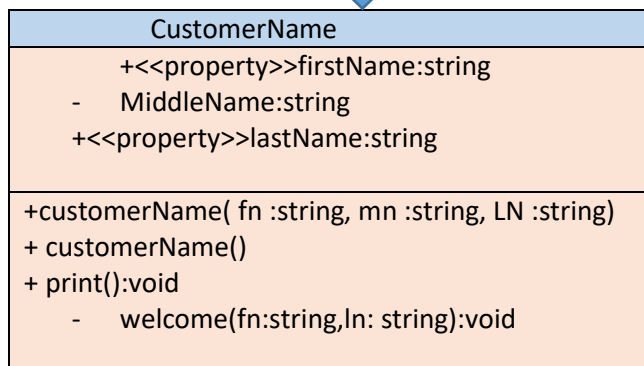 CustomerName
+<<property>>firstName:string
- MiddleName:string
+<<property>>lastName:string
+customerName( fn :string, mn :string, LN :string)
+ customerName()
+ print():void
- welcome(fn:string,ln: string):void